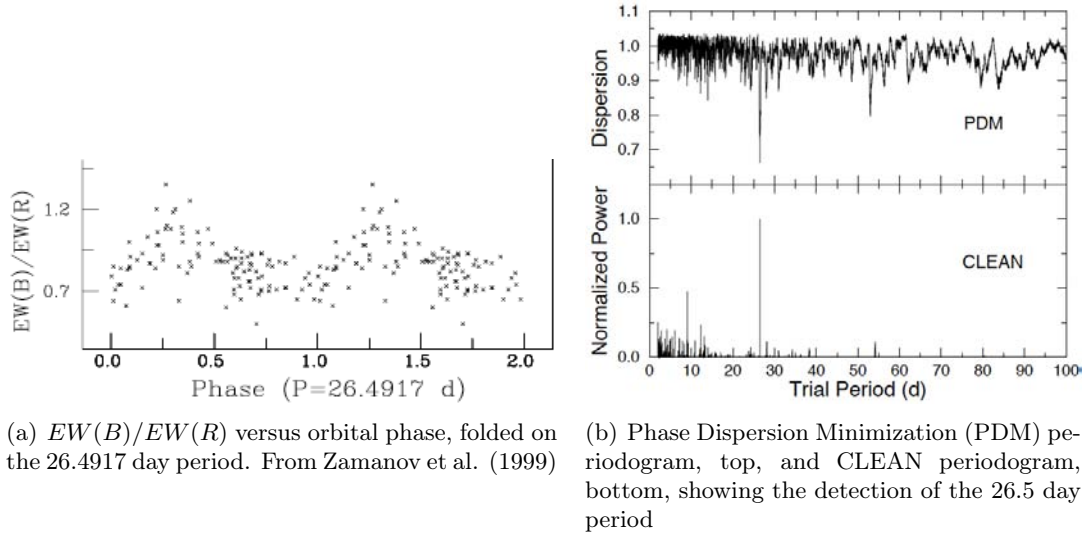 EW(B)/EW(R)
1.2
0.7
0.0 0.5 1.0 1.5 2.0
Phase (P=26.4917 d)
(a) EW(B)/EW(R) versus orbital phase, folded on
the 26.4917 day period. From Zamanov et al. (1999)
Dispersion
1.1
1.0
0.9
0.8
0.7
PDM
Normalized Power
1.0
0.5
0.0
CLEAN
0 10 20 30 40 50 60 70 80 90 100
Trial Period (d)
(b) Phase Dispersion Minimization (PDM) pe-
riodogram, top, and CLEAN periodogram,
bottom, showing the detection of the 26.5 day
period